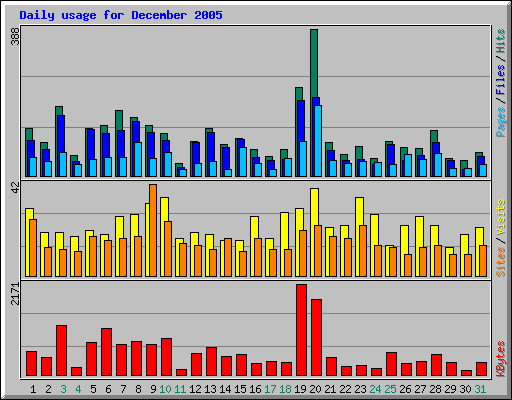 Daily usage for December 2005
388
Pages / Files / Hits
42
Sites / Visits
2171
KBytes
1 2 3 4 5 6 7 8 9 10 11 12 13 14 15 16 17 18 19 20 21 22 23 24 25 26 27 28 29 30 31